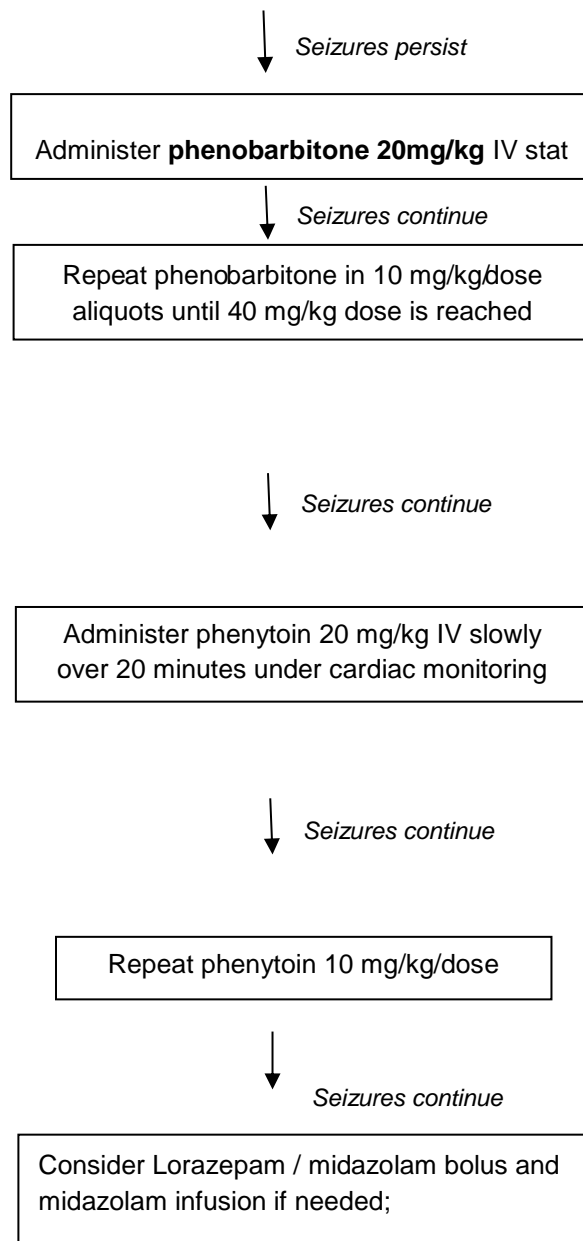 Seizures persist
Administer phenobarbitone 20mg/kg IV stat
Seizures continue
Repeat phenobarbitone in 10 mg/kg/dose
aliquots until 40 mg/kg dose is reached
Seizures continue
Administer phenytoin 20 mg/kg IV slowly
over 20 minutes under cardiac monitoring
Seizures continue
Repeat phenytoin 10 mg/kg/dose
Seizures continue
Consider Lorazepam / midazolam bolus and
midazolam infusion if needed;